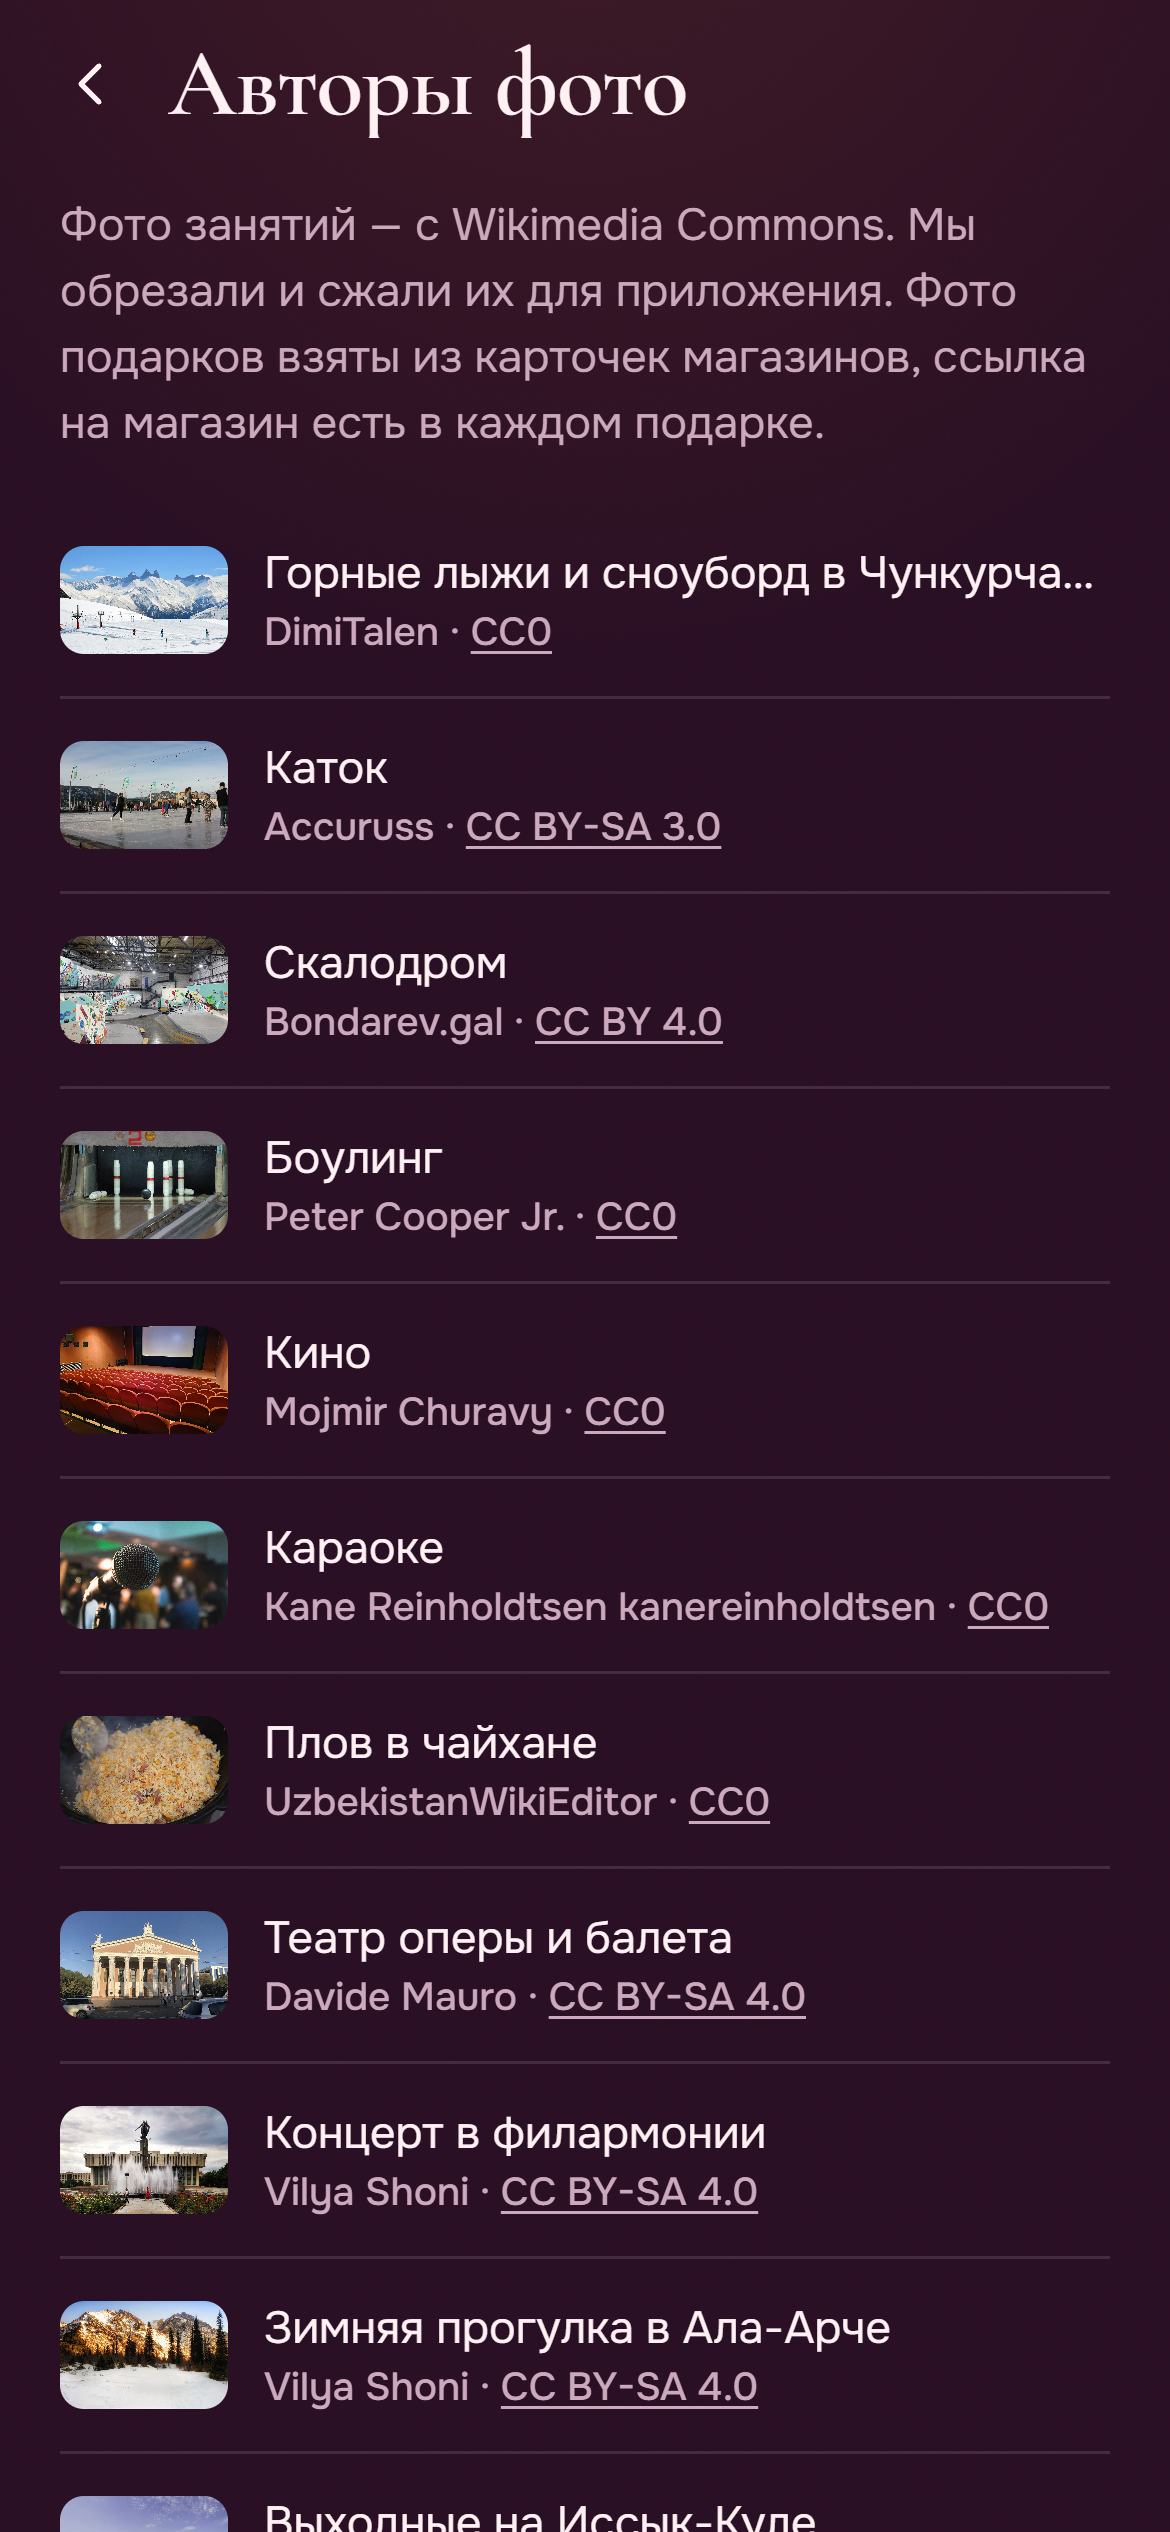 Авторы фото
Фото занятий — с Wikimedia Commons. Мы
обрезали и сжали их для приложения. Фото
подарков взяты из карточек магазинов, ссылка
на магазин есть в каждом подарке.
Горные лыжи и сноуборд в Чункурча...
DimiTalen · CC0
Каток
Accuruss · CC BY-SA 3.0
Скалодром
Bondarev.gal · CC BY 4.0
Боулинг
Peter Cooper Jr. · CC0
Кино
Mojmir Churavy · CC0
Караоке
Kane Reinholdtsen kanereinholdtsen · CC0
Плов в чайхане
UzbekistanWikiEditor · CC0
Театр оперы и балета
Davide Mauro · CC BY-SA 4.0
Концерт в филармонии
Vilya Shoni · CC BY-SA 4.0
Зимняя прогулка в Ала-Арче
Vilya Shoni · CC BY-SA 4.0
Выходные на Иссык-Куле